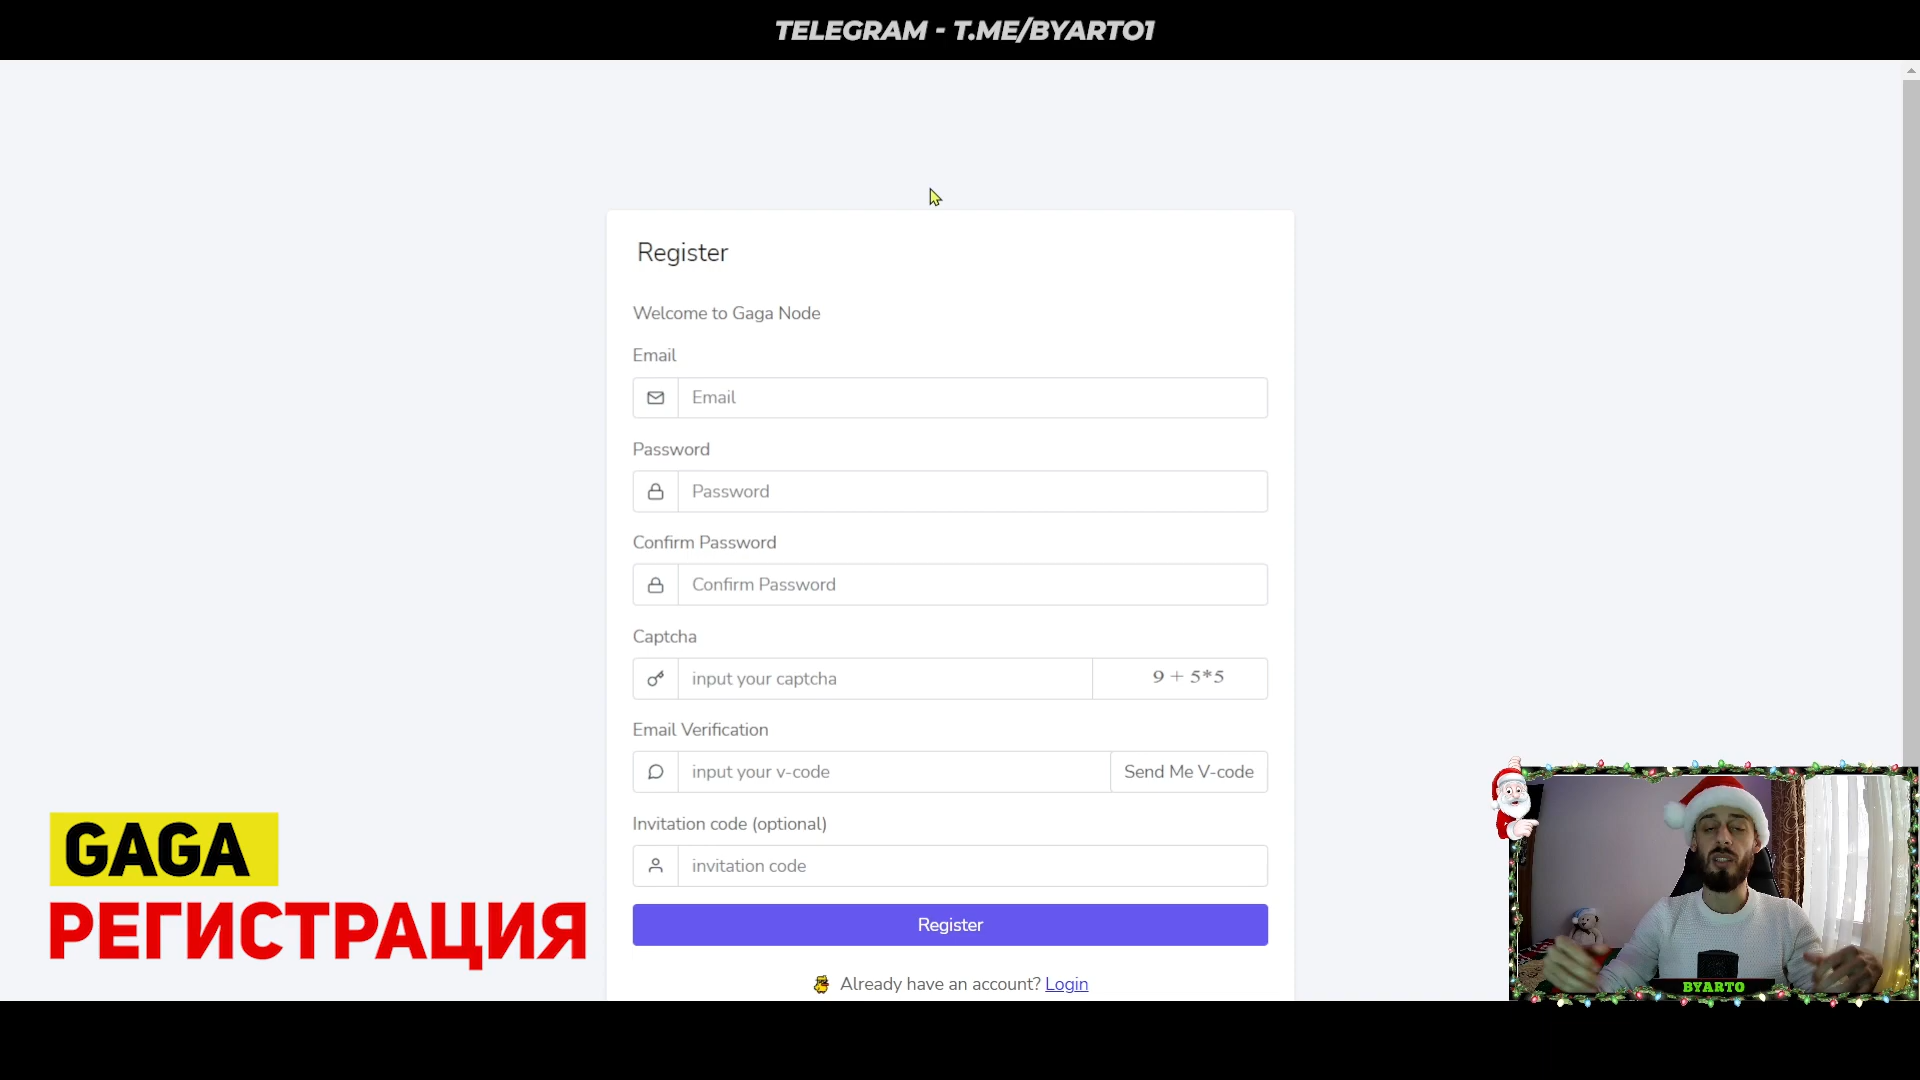 TELEGRAM - T.ME/BYARTO1
Register
Welcome to Gaga Node
Email
Email
Password
Password
Confirm Password
Confirm Password
Captcha
input your captcha
9 + 5*5
Email Verification
input your v-code
Send Me V-code
Invitation code (optional)
invitation code
Register
Already have an account? Login
GAGA
РЕГИСТРАЦИЯ
BYARTO